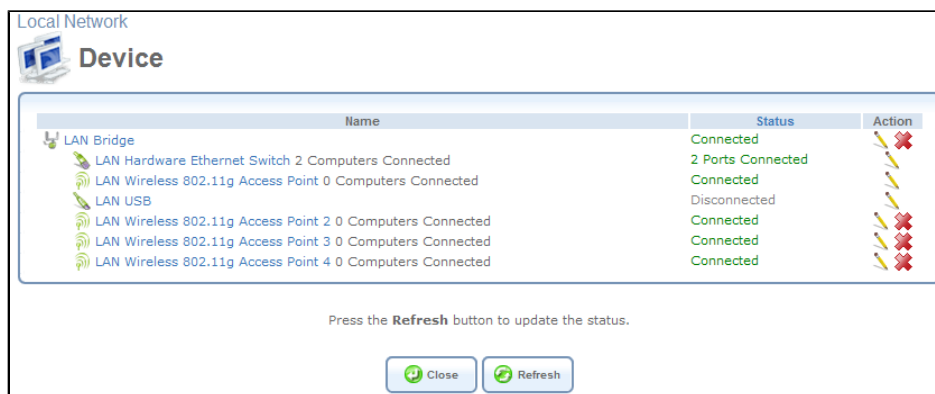 Local Network
Device
Name Status Action
LAN Bridge Connected
LAN Hardware Ethernet Switch 2 Computers Connected 2 Ports Connected
LAN Wireless 802.11g Access Point 0 Computers Connected Connected
LAN USB Disconnected
LAN Wireless 802.11g Access Point 2 0 Computers Connected Connected
LAN Wireless 802.11g Access Point 3 0 Computers Connected Connected
LAN Wireless 802.11g Access Point 4 0 Computers Connected Connected
Press the Refresh button to update the status.
Close Refresh